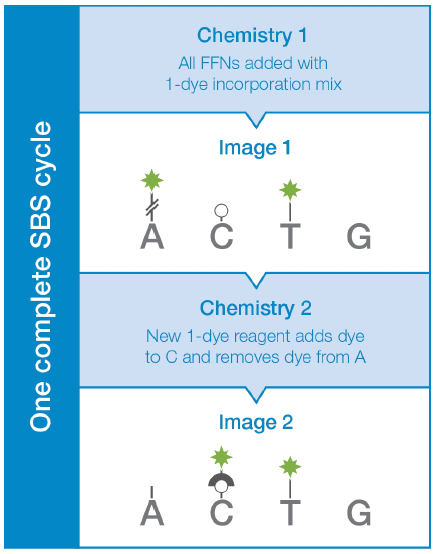 One complete SBS cycle
Chemistry 1
All FFNs added with
1-dye incorporation mix
Image 1
A C T G
Chemistry 2
New 1-dye reagent adds dye
to C and removes dye from A
Image 2
A C T G